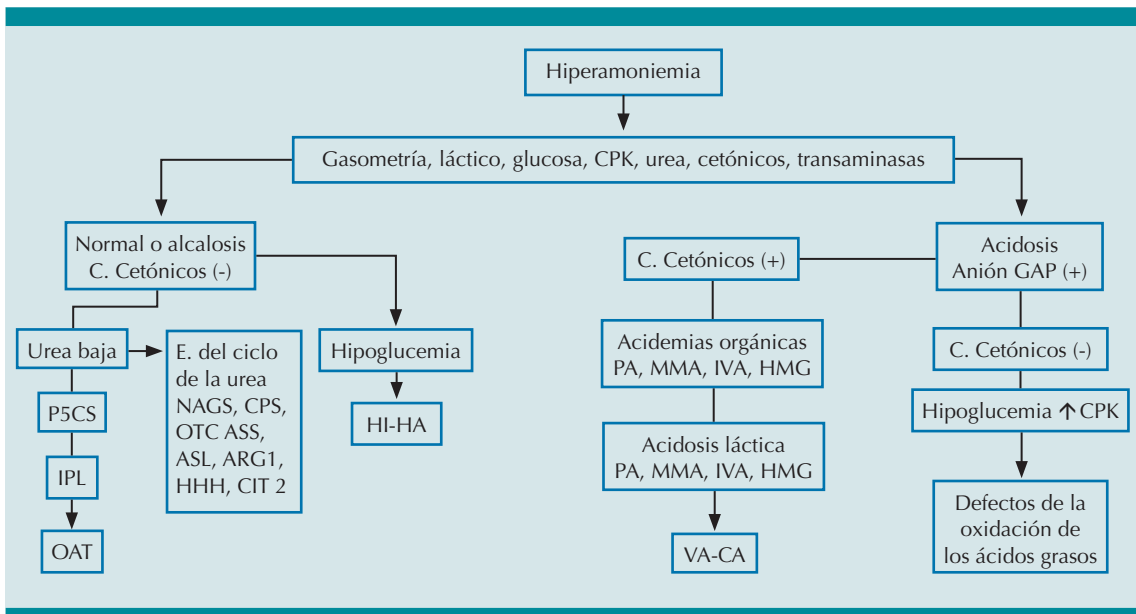 Hiperamoniemia
Gasometría, láctico, glucosa, CPK, urea, cetónicos, transaminasas
Normal o alcalosis
C. Cetónicos (-)
Urea baja
P5CS
IPL
OAT
E. del ciclo
de la urea
NAGS, CPS,
OTC ASS,
ASL, ARG1,
HHH, CIT 2
Hipoglucemia
HI-HA
C. Cetónicos (+)
Acidemias orgánicas
PA, MMA, IVA, HMG
Acidosis láctica
PA, MMA, IVA, HMG
VA-CA
Acidosis
Anión GAP (+)
C. Cetónicos (-)
Hipoglucemia ↑ CPK
Defectos de la
oxidación de
los ácidos grasos